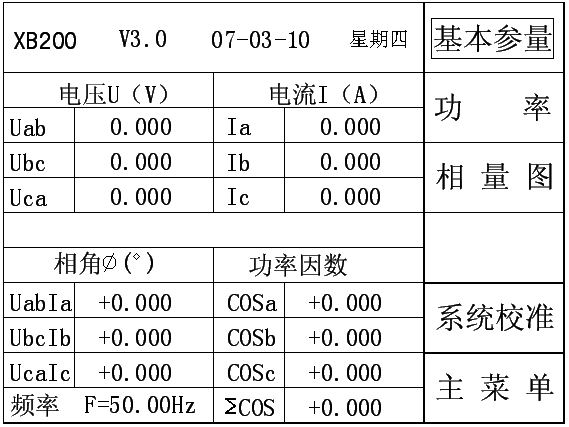 XB200 V3.0 07-03-10 星期四 基本参量
电压U（V） 电流I（A） 功 率
Uab 0.000 Ia 0.000
Ubc 0.000 Ib 0.000 相 量 图
Uca 0.000 Ic 0.000
相角∅(°) 功率因数
UabIa +0.000 COSa +0.000 系统校准
UbcIb +0.000 COSb +0.000
UcaIc +0.000 COSc +0.000 主 菜 单
频率 F=50.00Hz ΣCOS +0.000